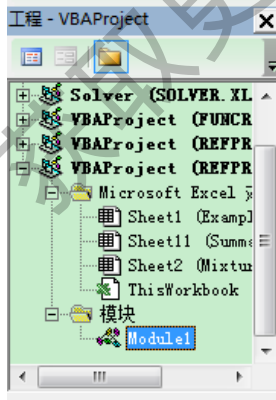 工程 - VBAProject
Solver (SOLVER.XL
VBAProject (FUNCR
VBAProject (REFPR
VBAProject (REFPR
Microsoft Excel
Sheet1 (Exampl
Sheet11 (Summa
Sheet2 (Mixtu
ThisWorkbook
模块
Module1